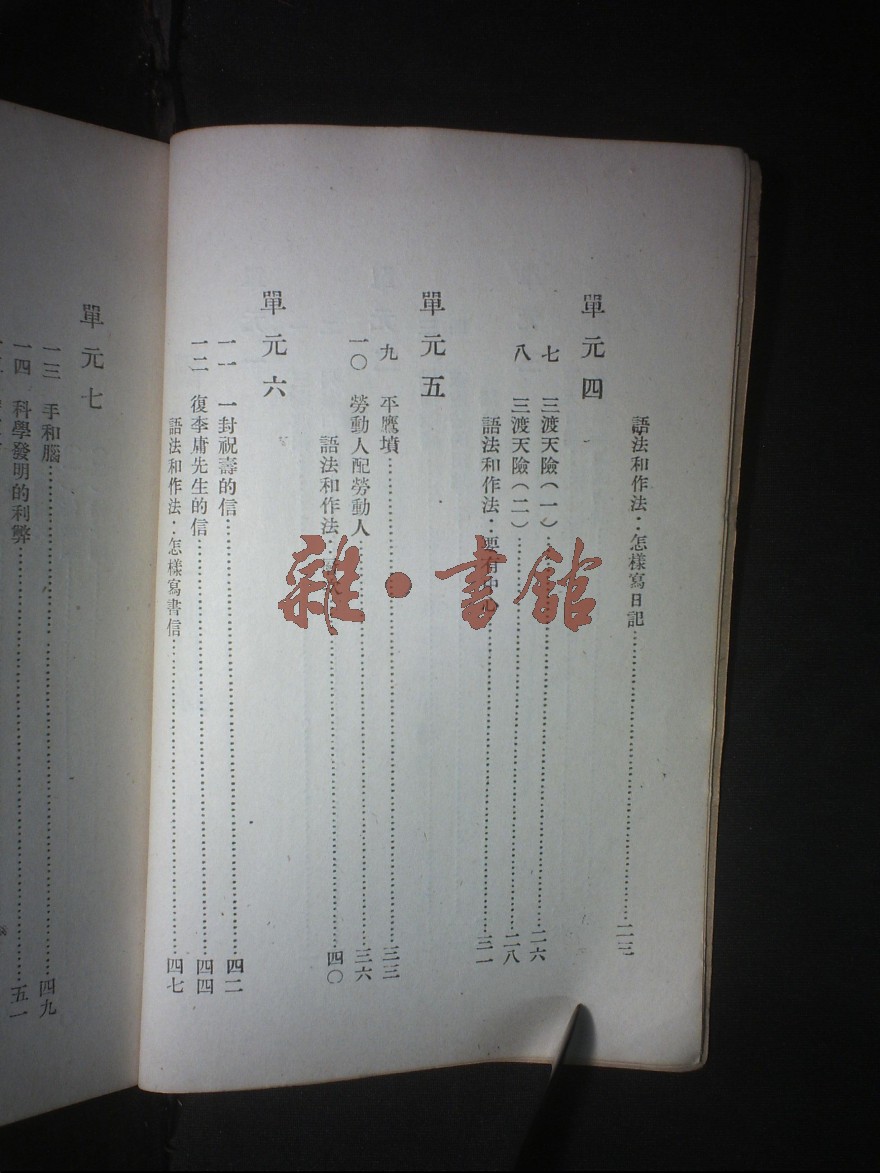 語法和作法：怎樣寫日記……二三
單元四
七 三渡天險(一)……二六
八 三渡天險(二)……二八
語法和作法：要有中心……三一
單元五
九 平鷹墳……三三
一〇 勞動人配勞動人……三六
語法和作法：……四〇
單元六
一一 一封祝壽的信……四二
一二 復李庸先生的信……四四
語法和作法：怎樣寫書信……四七
單元七
一三 手和腦……四九
一四 科學發明的利弊……五一
雜·書館